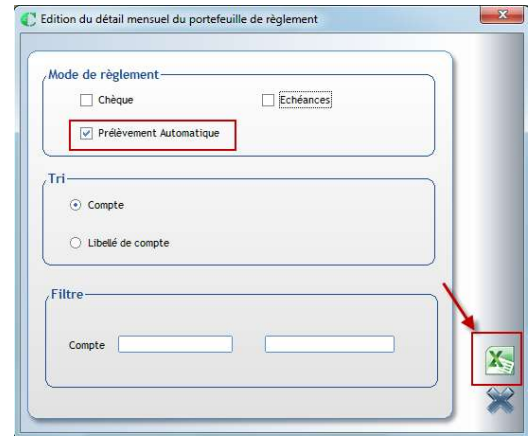 Edition du détail mensuel du portefeuille de règlement
Mode de règlement
Chèque
Echéances
Prélèvement Automatique
Tri
Compte
Libellé de compte
Filtre
Compte